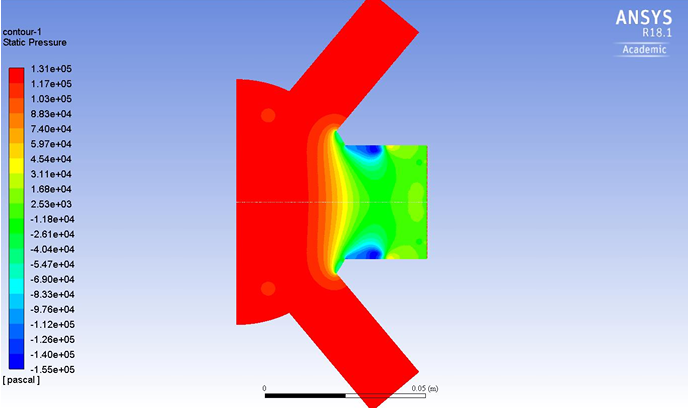 contour-1
Static Pressure
ANSYS
R18.1
Academic
1.31e+05
1.17e+05
1.03e+05
8.83e+04
7.40e+04
5.97e+04
4.54e+04
3.11e+04
1.68e+04
2.53e+03
-1.18e+04
-2.61e+04
-4.04e+04
-5.47e+04
-6.90e+04
-8.33e+04
-9.76e+04
-1.12e+05
-1.26e+05
-1.40e+05
-1.55e+05
[ pascal ]
0
0.05 (m)